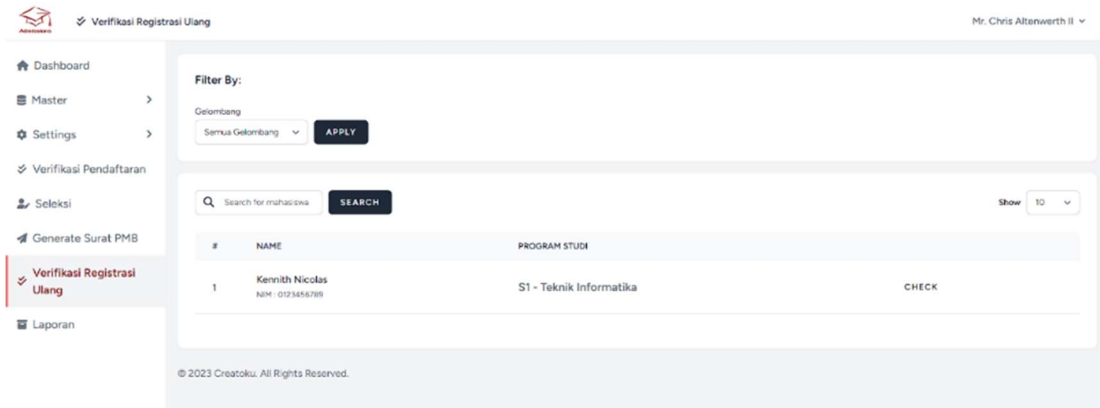 Verifikasi Registrasi Ulang
Mr. Chris Altenwerth II
Dashboard
Master
Settings
Verifikasi Pendaftaran
Seleksi
Generate Surat PMB
Verifikasi Registrasi
Ulang
Laporan
Filter By:
Gelombang
Semua Gelombang
APPLY
Search for mahasiswa
SEARCH
Show 10
# NAME PROGRAM STUDI
1 Kennith Nicolas S1 - Teknik Informatika CHECK
NIM : 0123456789
© 2023 Creatoku. All Rights Reserved.